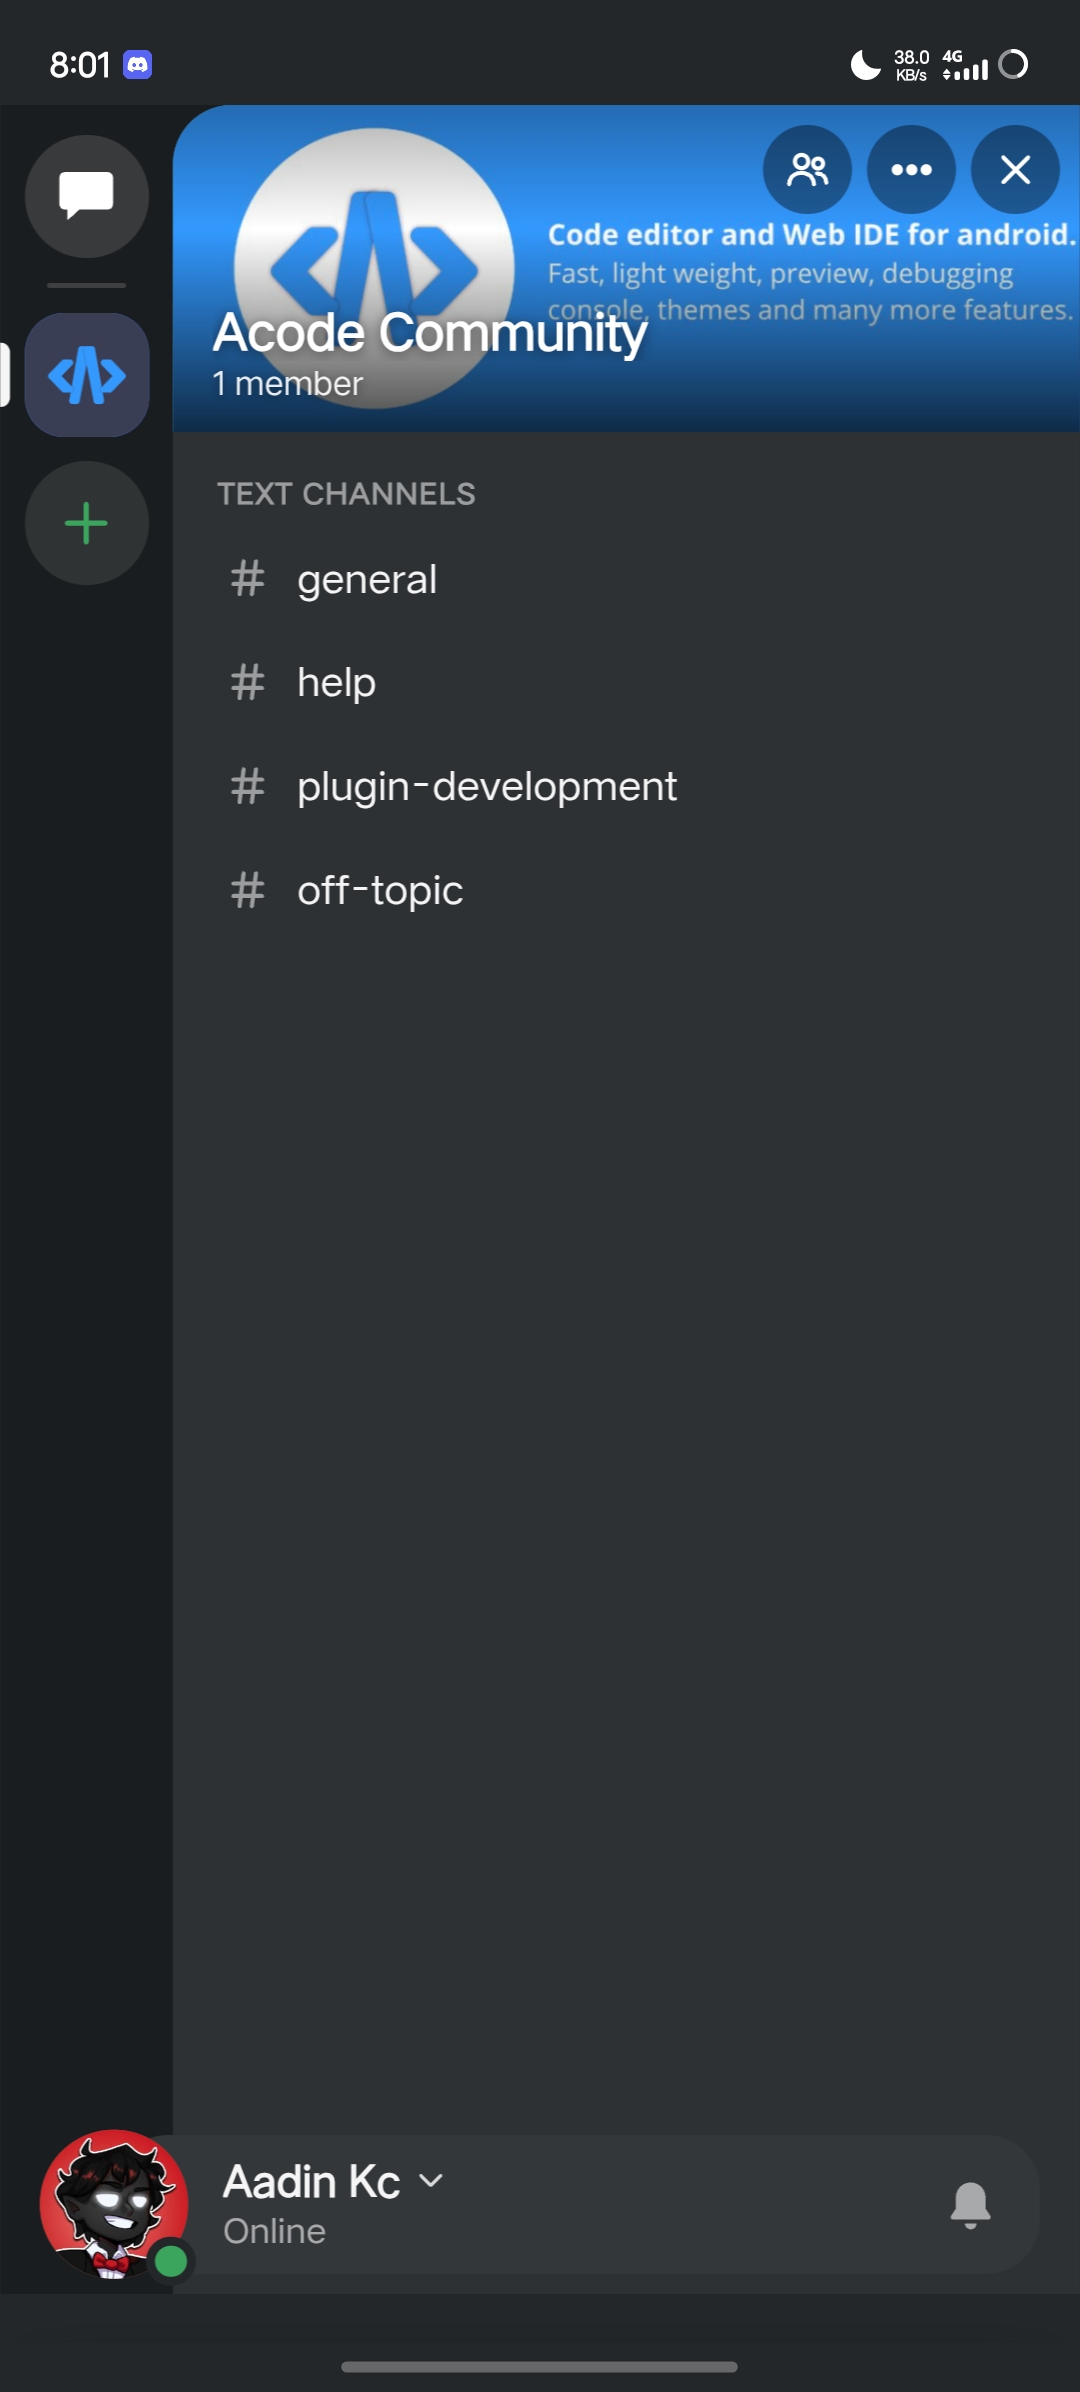 8:01
38.0
KB/s
4G
Code editor and Web IDE for android.
Fast, light weight, preview, debugging
console, themes and many more features.
Acode Community
1 member
TEXT CHANNELS
# general
# help
# plugin-development
# off-topic
Aadin Kc
Online